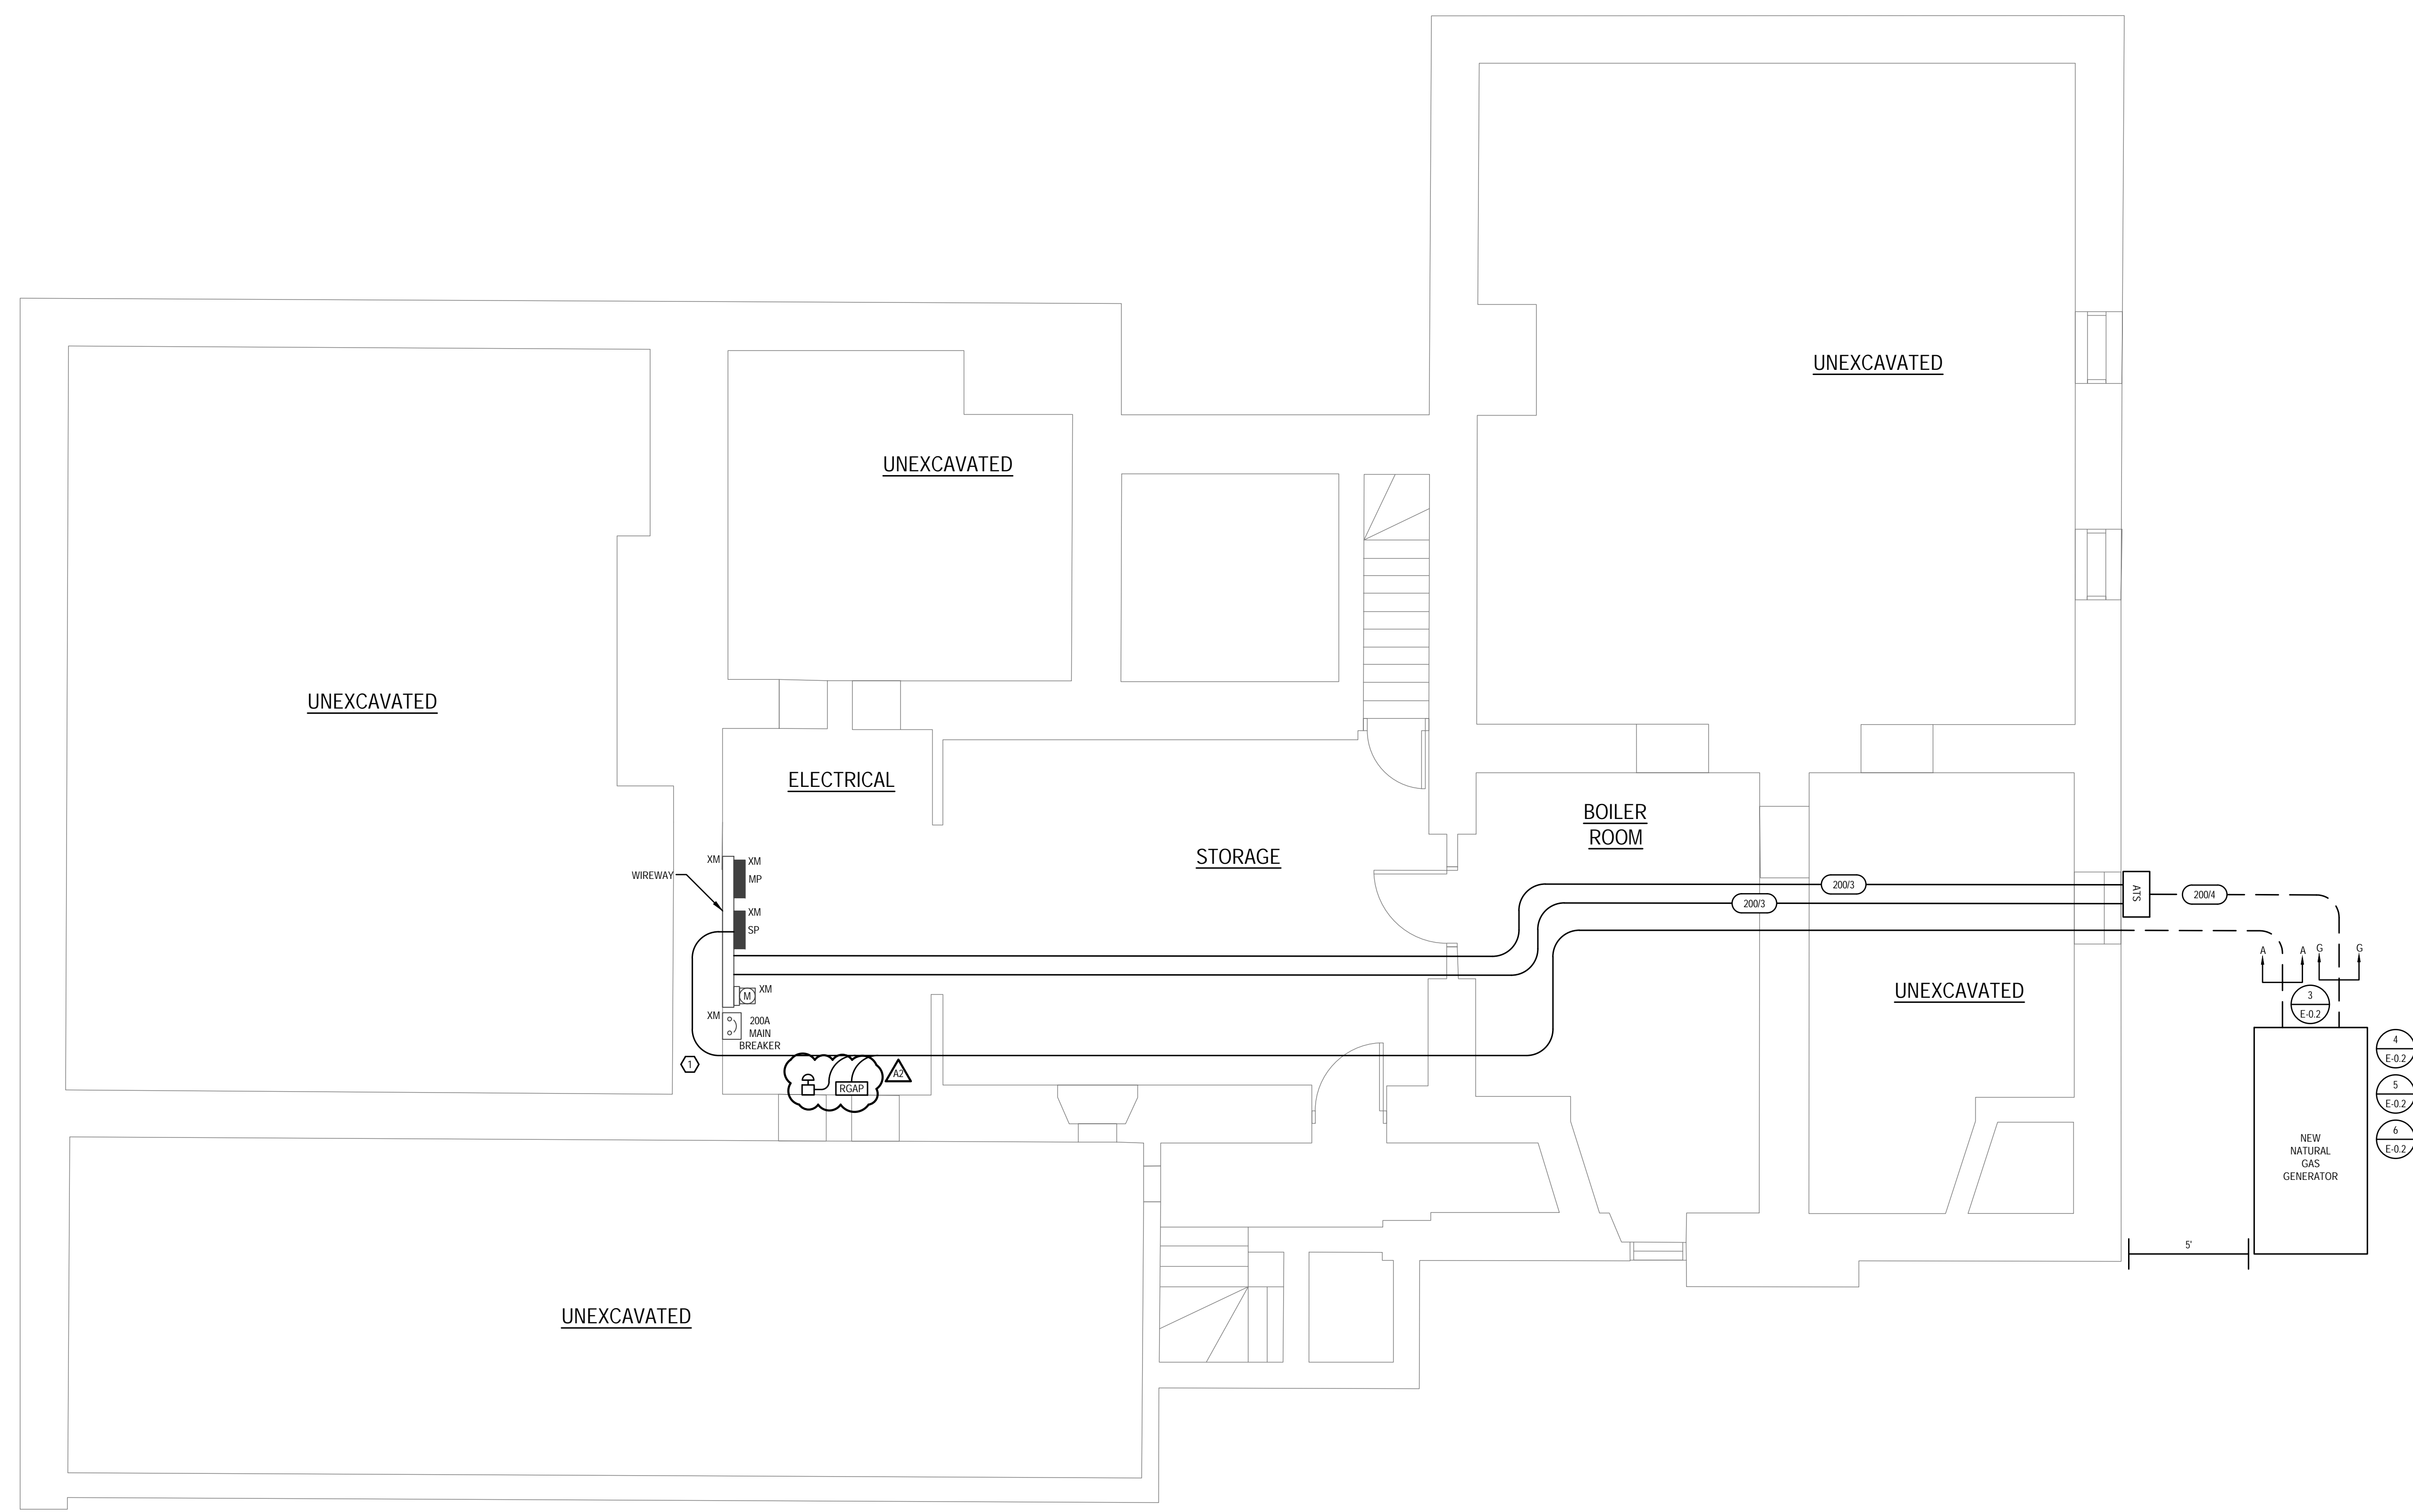 UNEXCAVATED
UNEXCAVATED
UNEXCAVATED
ELECTRICAL
BOILER
ROOM
STORAGE
XM
XM
WIREWAY
MP
200/3
ATS
200/4
200/3
XM
SP
A
A
G
G
UNEXCAVATED
M
XM
3
E-0.2
XM
200A
MAIN
BREAKER
1
RGAP
A2
4
E-0.2
5
E-0.2
6
E-0.2
NEW
NATURAL
GAS
GENERATOR
5'
UNEXCAVATED